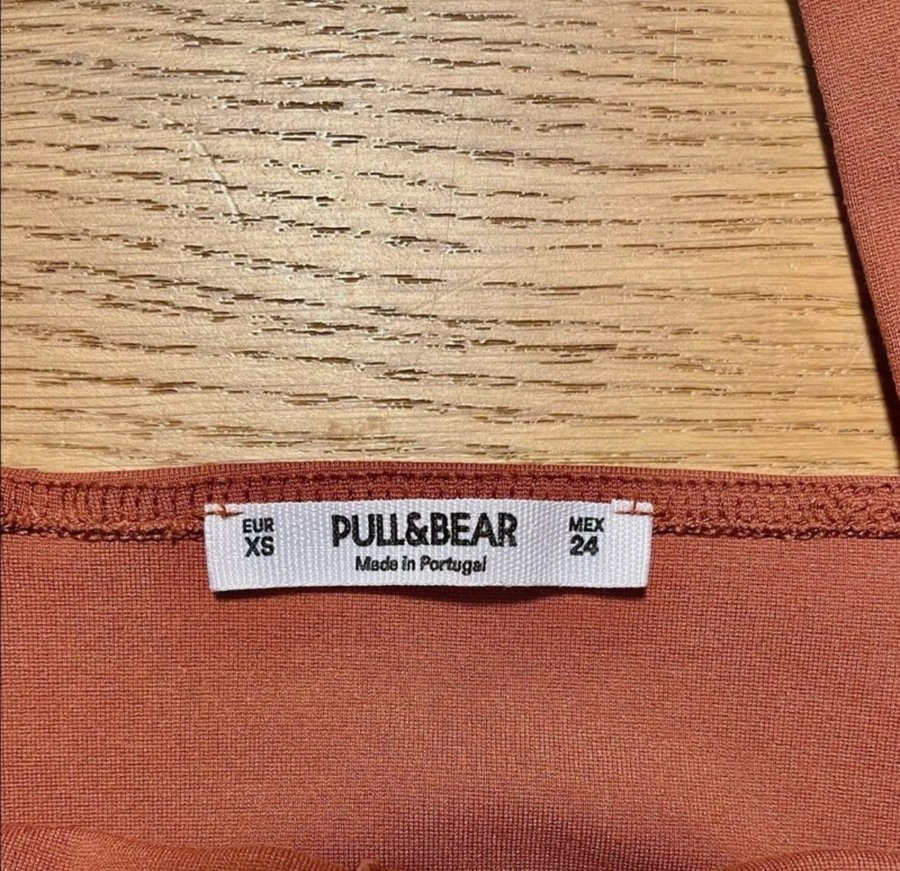 EUR
XS
PULL&BEAR
Made in Portugal
MEX
24